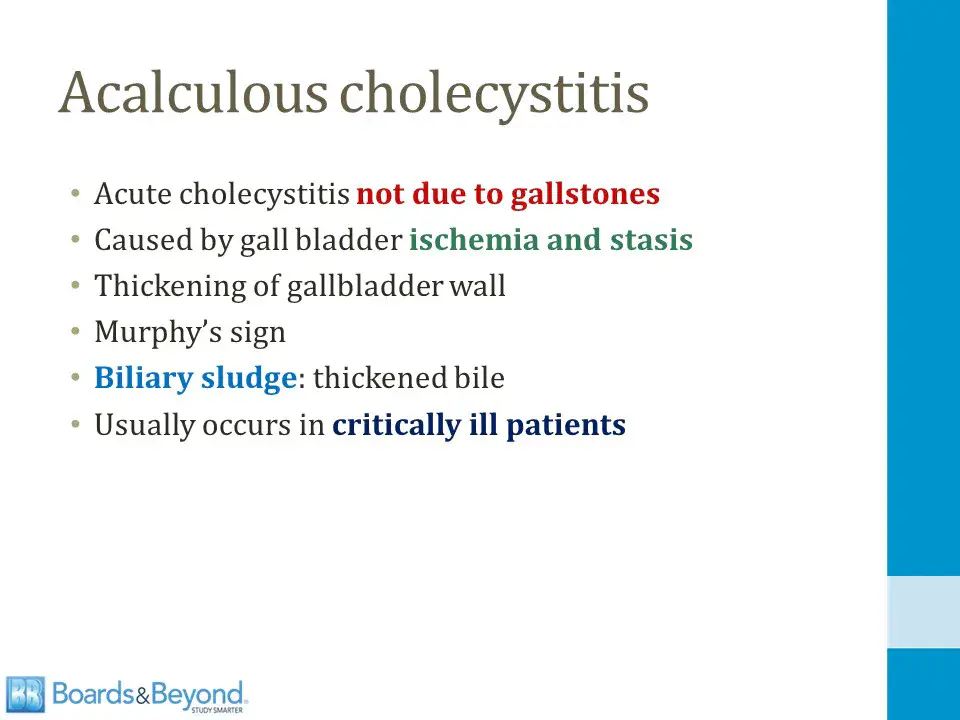 Acalculous cholecystitis
• Acute cholecystitis not due to gallstones
• Caused by gall bladder ischemia and stasis
• Thickening of gallbladder wall
• Murphy’s sign
• Biliary sludge: thickened bile
• Usually occurs in critically ill patients
BB Boards&Beyond.
STUDY SMARTER